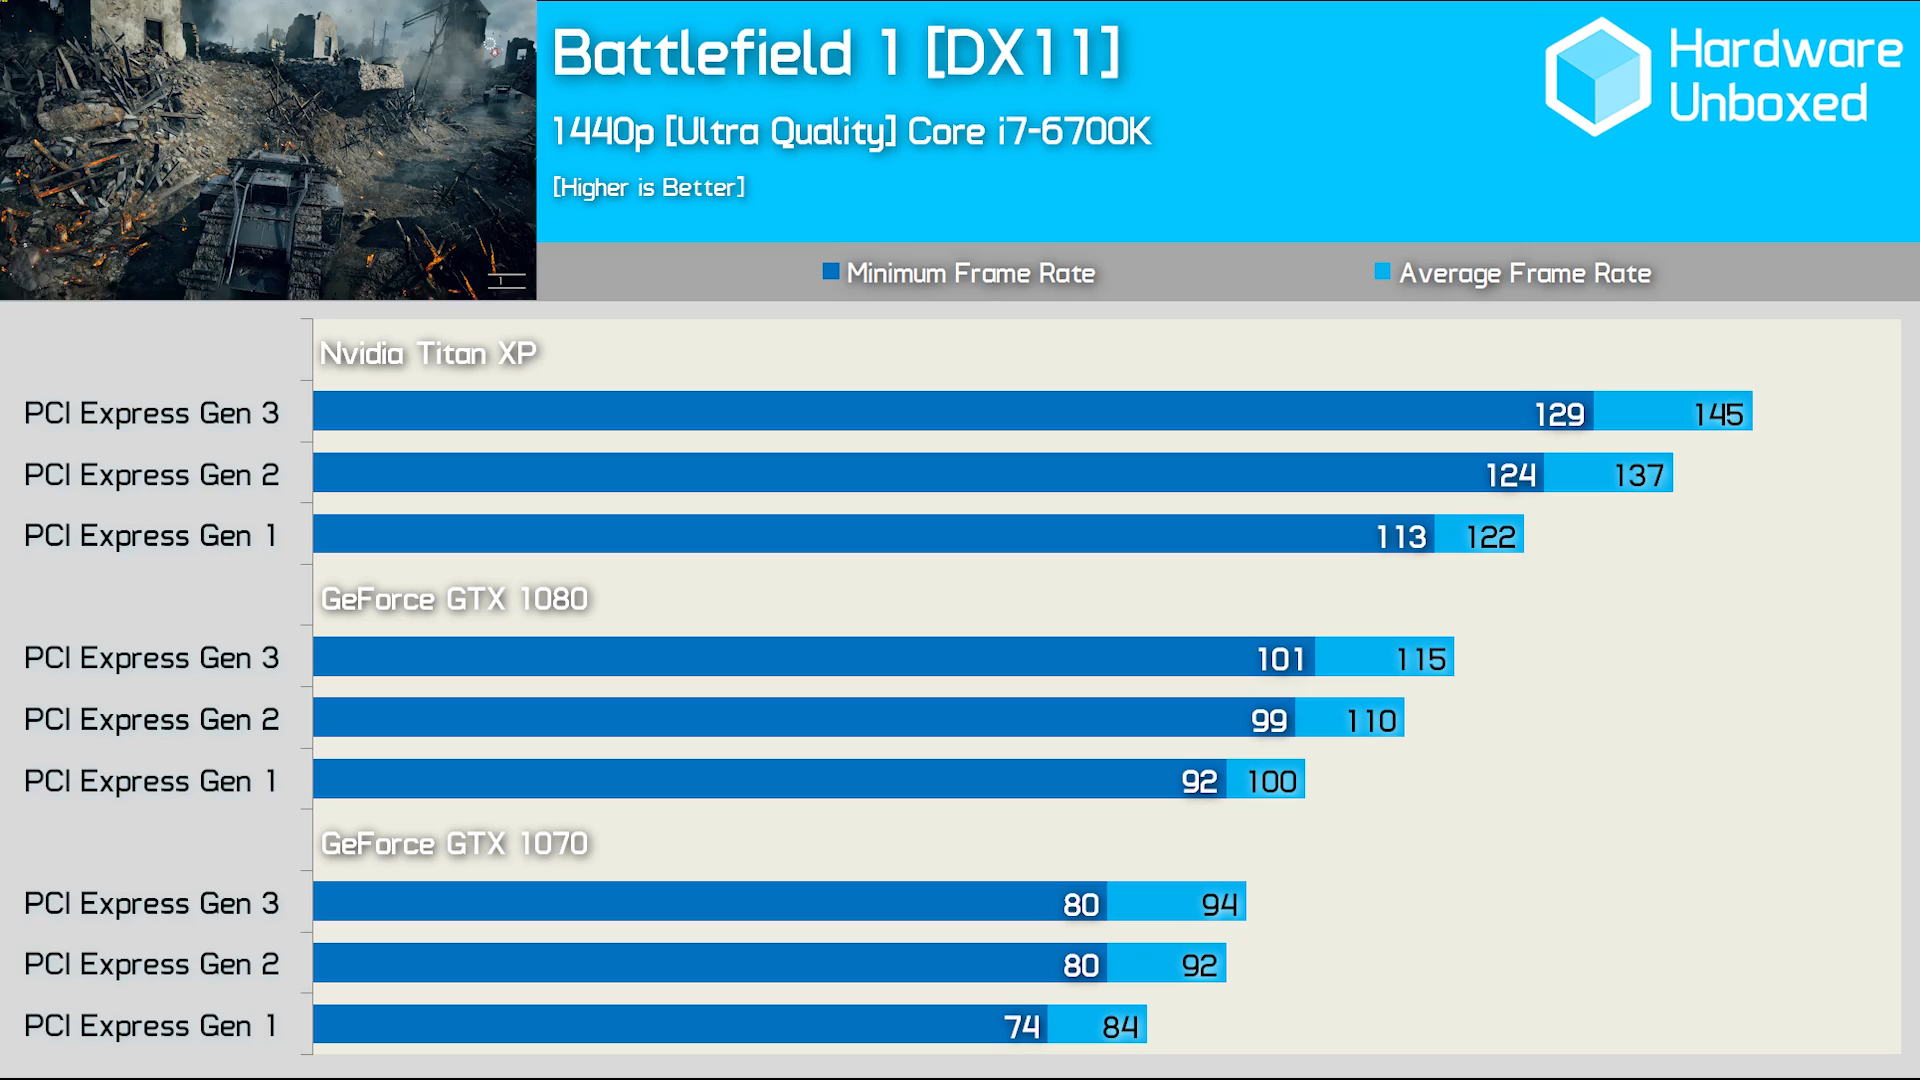 Battlefield 1 [DX11]
1440p [Ultra Quality] Core i7-6700K
[Higher is Better]
Hardware
Unboxed
Minimum Frame Rate
Average Frame Rate
Nvidia Titan XP
PCI Express Gen 3 129 145
PCI Express Gen 2 124 137
PCI Express Gen 1 113 122
GeForce GTX 1080
PCI Express Gen 3 101 115
PCI Express Gen 2 99 110
PCI Express Gen 1 92 100
GeForce GTX 1070
PCI Express Gen 3 80 94
PCI Express Gen 2 80 92
PCI Express Gen 1 74 84